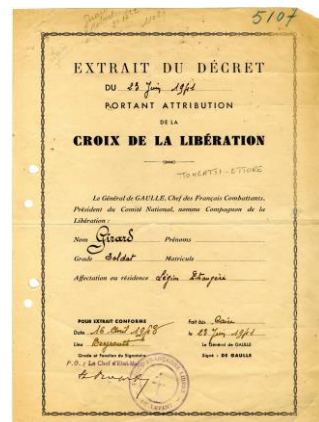 5107
EXTRAIT DU DÉCRET
DU 23 Juin 1941
PORTANT ATTRIBUTION
DE LA
CROIX DE LA LIBÉRATION
TURLATTI-ETTORE
Le Général de GAULLE, Chef des Français Combattants,
Président du Comité National, nomme Compagnon de la
Libération :
Nom Girard Prénoms
Grade Soldat Matricule
Affectation ou résidence Légion Étrangère
POUR EXTRAIT CONFORME
Date 16 Août 1943
Lieu Beyrouth
Grade et Fonction du Signataire
P.O.; Le Chef d'Etat-Major
Fait au Caire
le 23 Juin 1941
Le Général de GAULLE
Signé : DE GAULLE